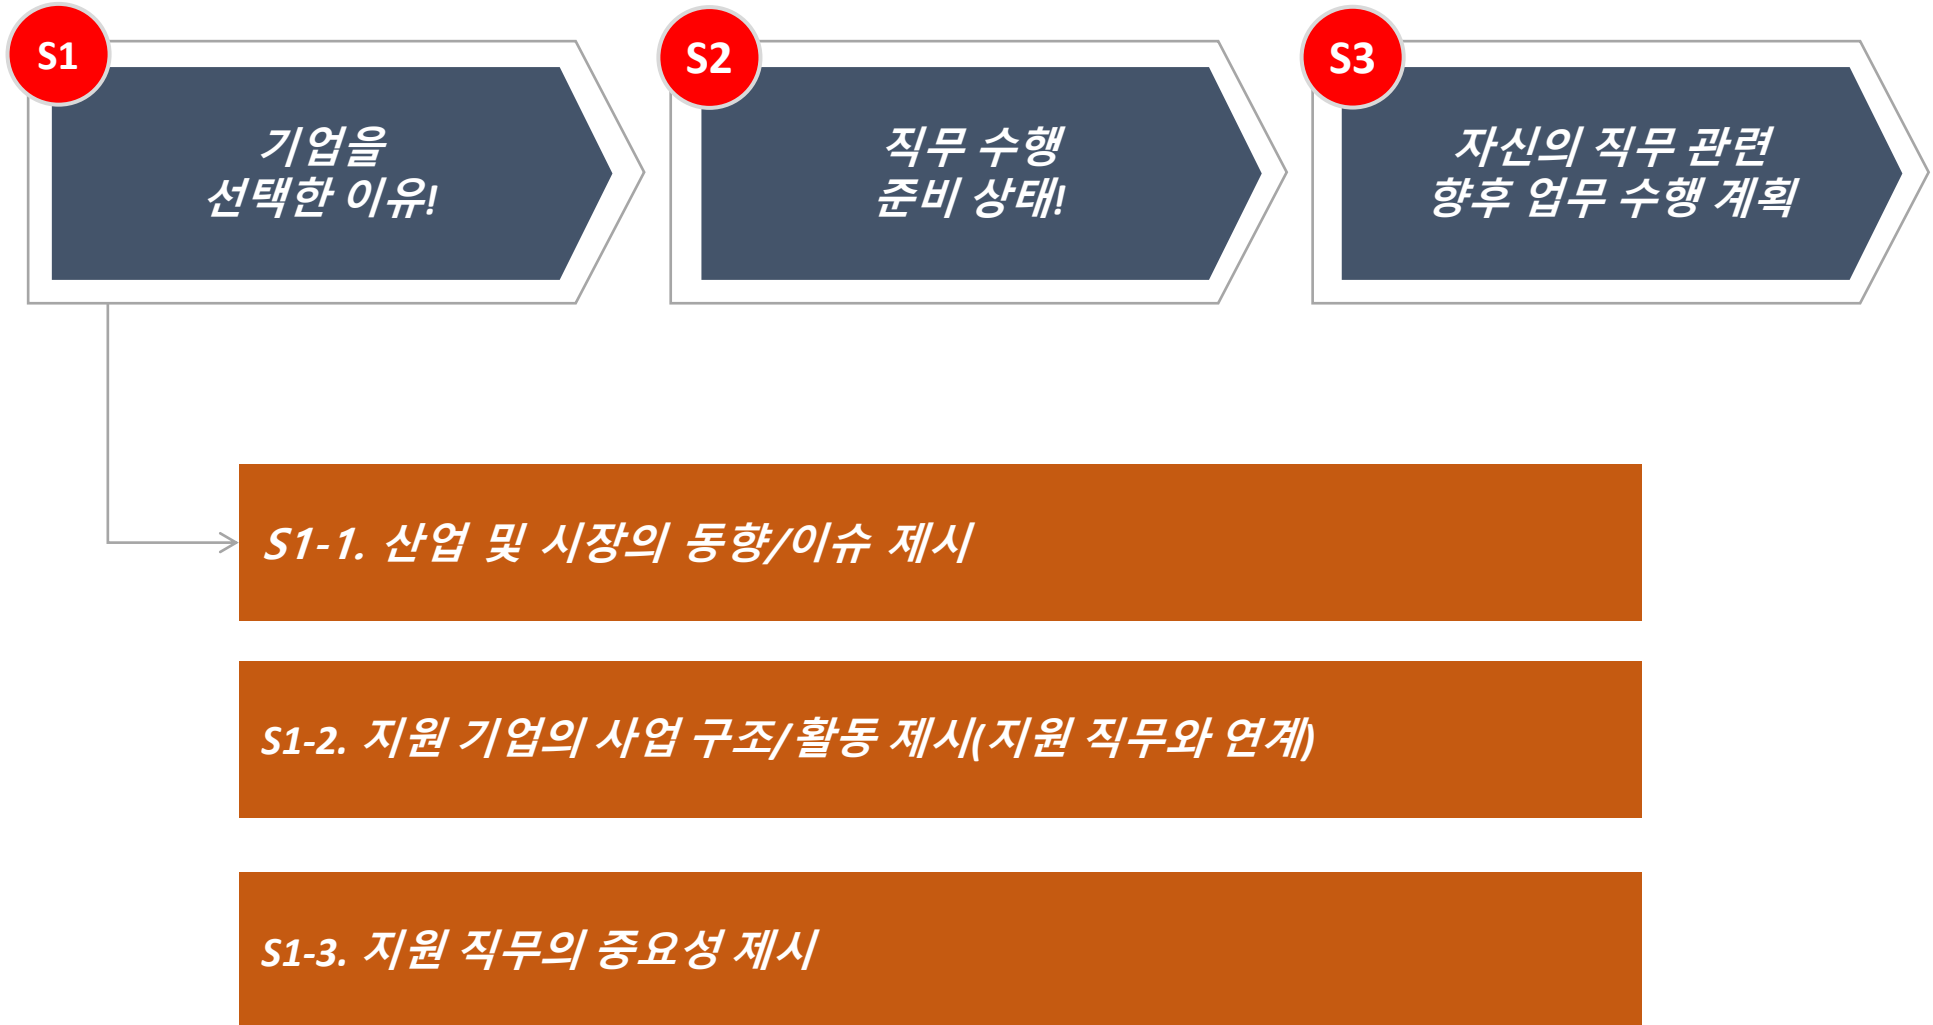 S1
기업을
선택한 이유!
S2
직무 수행
준비 상태!
S3
자신의 직무 관련
향후 업무 수행 계획
S1-1. 산업 및 시장의 동향/이슈 제시
S1-2. 지원 기업의 사업 구조/활동 제시(지원 직무와 연계)
S1-3. 지원 직무의 중요성 제시